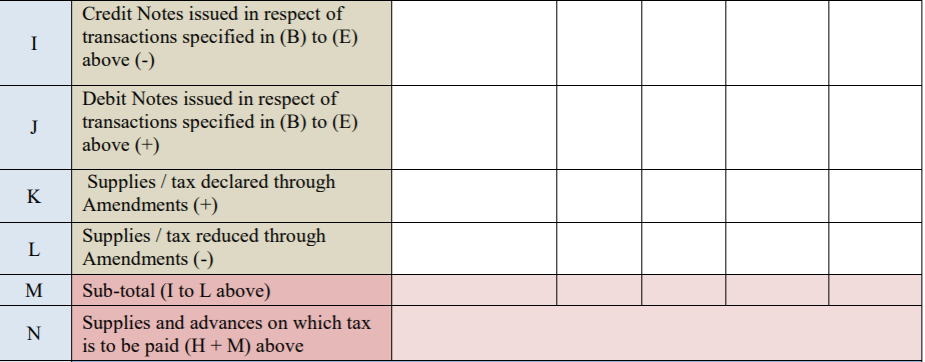 I
Credit Notes issued in respect of
transactions specified in (B) to (E)
above (-)
J
Debit Notes issued in respect of
transactions specified in (B) to (E)
above (+)
K
Supplies / tax declared through
Amendments (+)
L
Supplies / tax reduced through
Amendments (-)
M
Sub-total (I to L above)
N
Supplies and advances on which tax
is to be paid (H + M) above